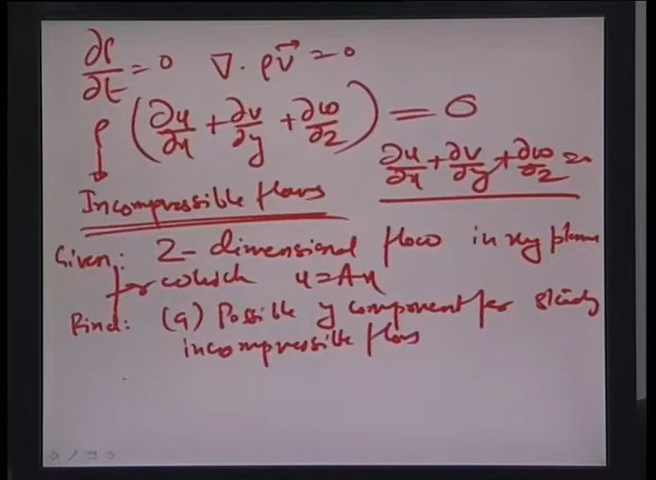 ∂ρ/∂t = 0 ∇ · ρv⃗ = 0
ρ (∂u/∂x + ∂v/∂y + ∂w/∂z) = 0
∂u/∂x + ∂v/∂y + ∂w/∂z =
Incompressible flows
Given: 2-dimensional flow in xy plane
for which u = Ax
Find: (a) Possible y component for steady
incompressible flow